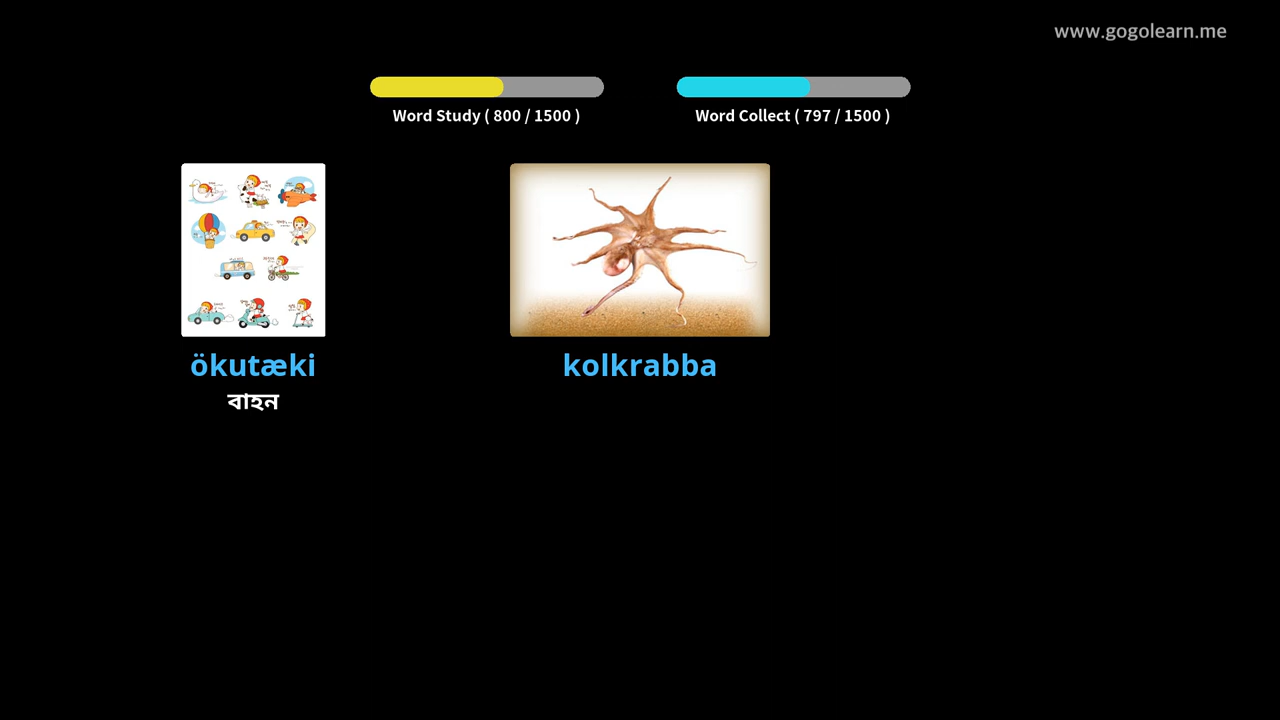 www.gogolearn.me
Word Study ( 800 / 1500 )
Word Collect ( 797 / 1500 )
ökutæki
kolkrabba
বাহন